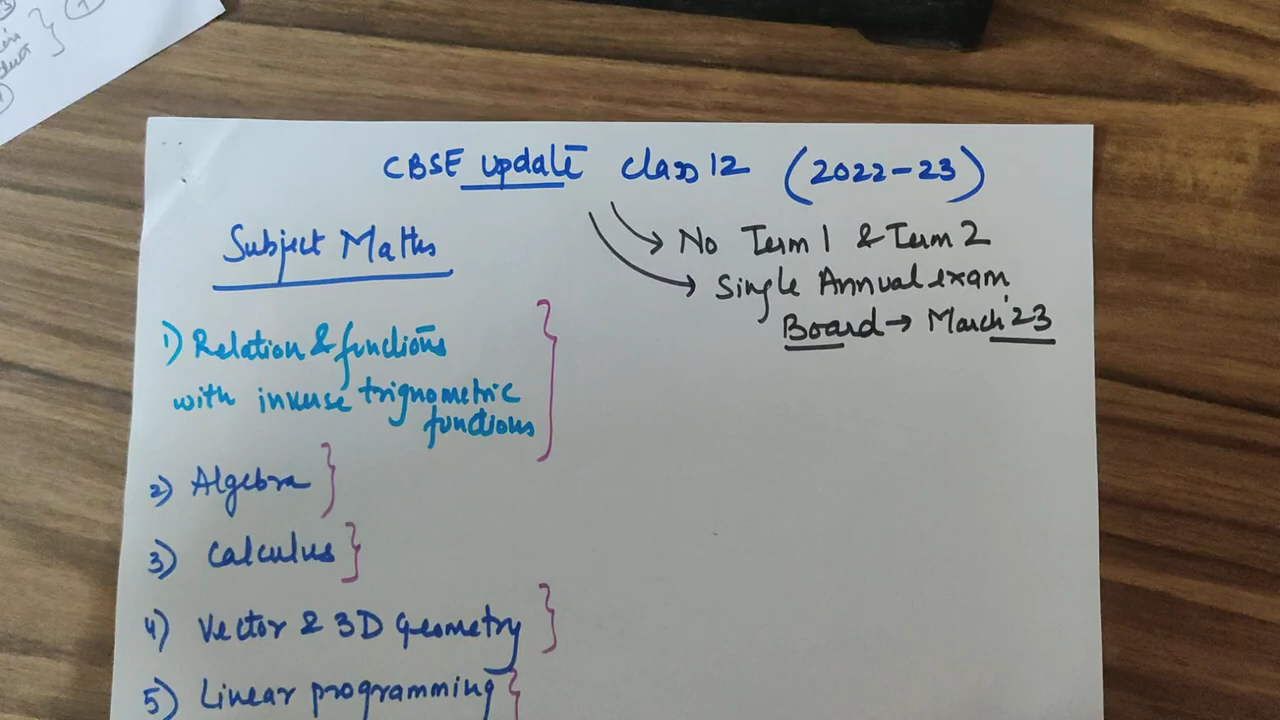 CBSE update class 12 (2022-23)
Subject Maths
→ No Term 1 & Term 2
→ Single Annual exam
Board → March'23
1) Relation & functions
with inverse trignometric
functions
2) Algebra
3) Calculus
4) Vector & 3D Geometry
5) Linear programming